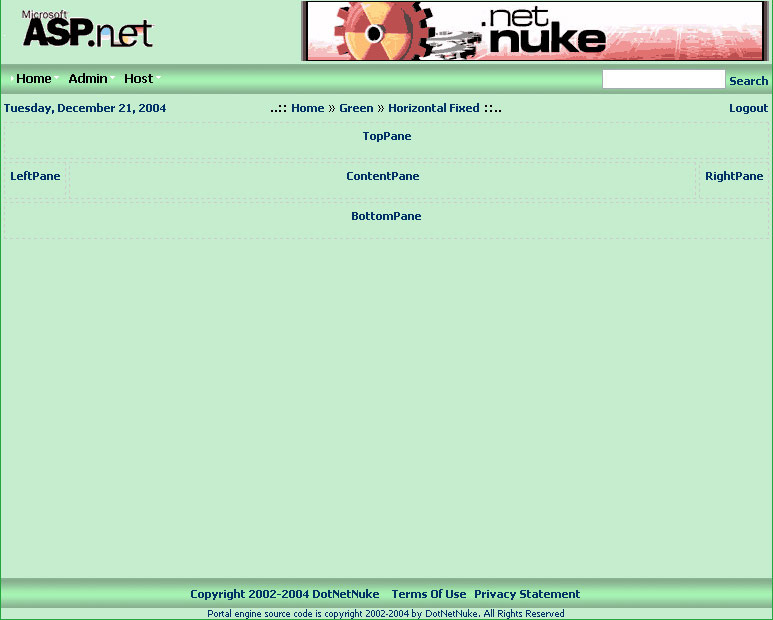 Microsoft
ASP.net
.net
nuke
Home Admin Host Search
Tuesday, December 21, 2004 ..:: Home » Green » Horizontal Fixed ::.. Logout
TopPane
LeftPane ContentPane RightPane
BottomPane
Copyright 2002-2004 DotNetNuke Terms Of Use Privacy Statement
Portal engine source code is copyright 2002-2004 by DotNetNuke. All Rights Reserved